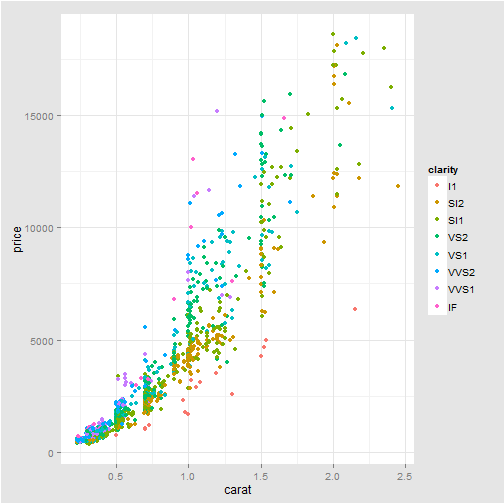 15000
10000
5000
0
price
0.5
1.0
1.5
2.0
2.5
carat
clarity
I1
SI2
SI1
VS2
VS1
VVS2
VVS1
IF